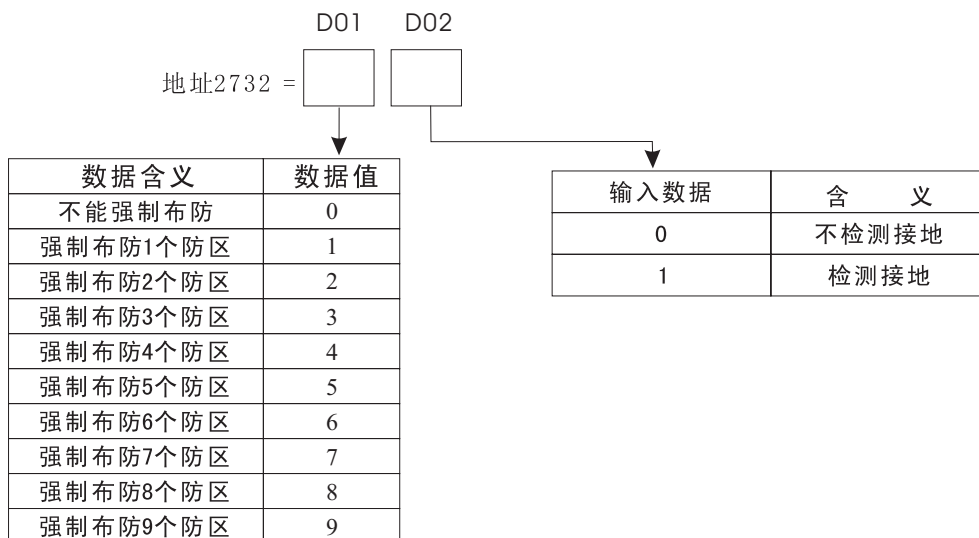 D01 D02
地址2732 =
数据含义 数据值
不能强制布防 0
强制布防1个防区 1
强制布防2个防区 2
强制布防3个防区 3
强制布防4个防区 4
强制布防5个防区 5
强制布防6个防区 6
强制布防7个防区 7
强制布防8个防区 8
强制布防9个防区 9
输入数据 含 义
0 不检测接地
1 检测接地